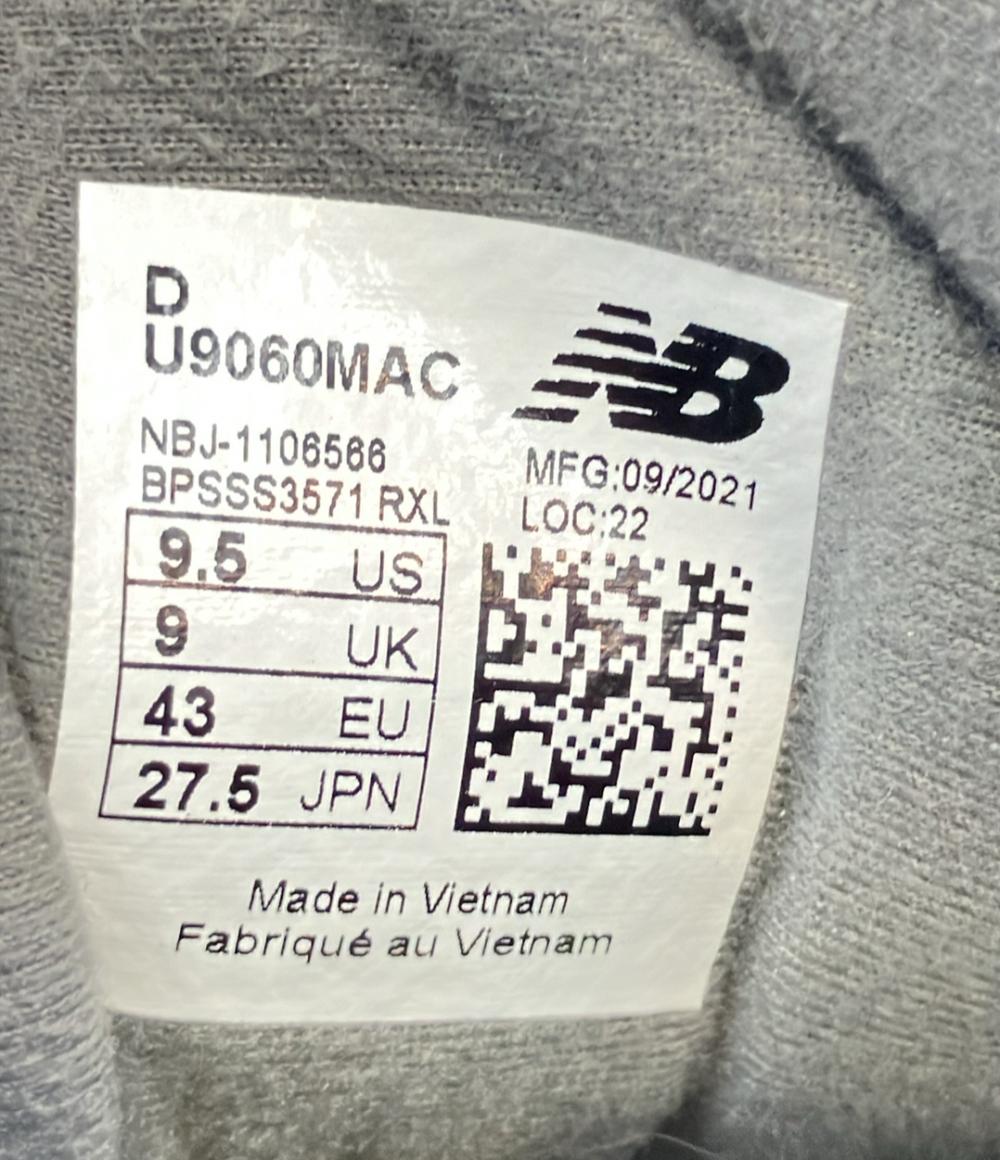 D
U9060MAC
NB
NBJ-1106566
BPSSS3571 RXL
MFG:09/2021
LOC:22
9.5 US
9 UK
43 EU
27.5 JPN
Made in Vietnam
Fabriqué au Vietnam